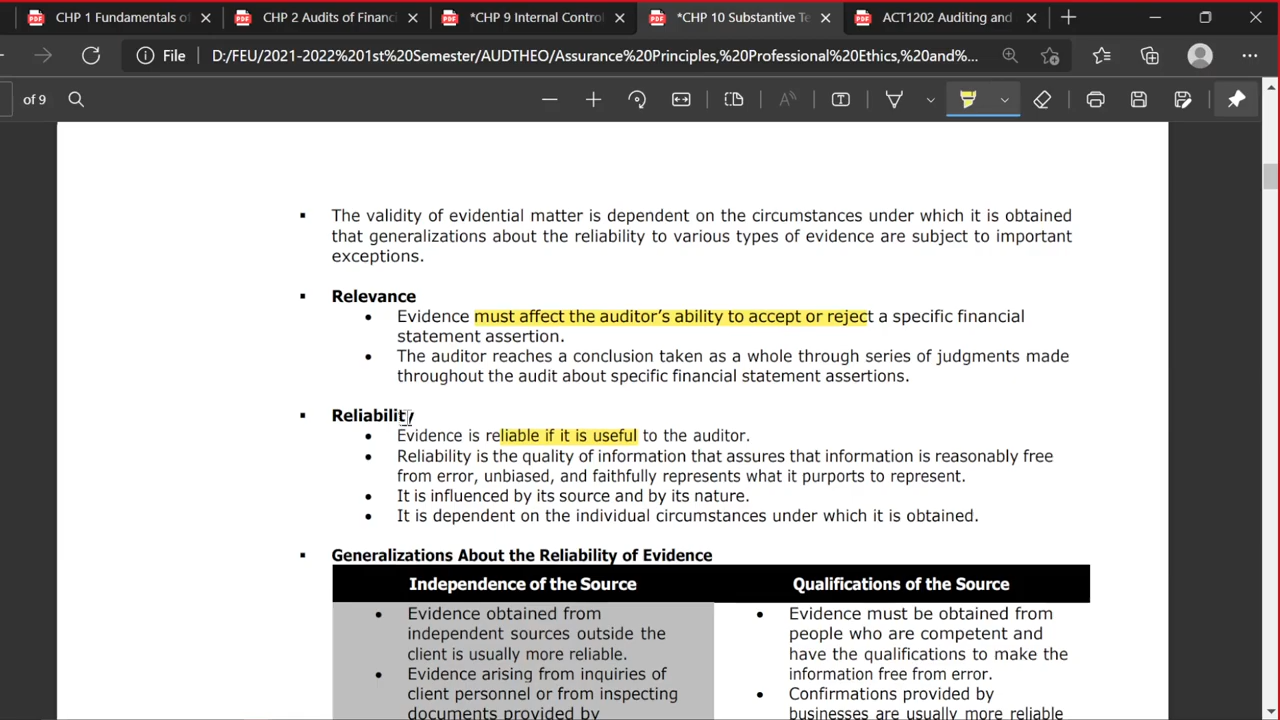 CHP 1 Fundamentals of
CHP 2 Audits of Financi
*CHP 9 Internal Control
*CHP 10 Substantive Te
ACT1202 Auditing and
File D:/FEU/2021-2022%201st%20Semester/AUDTHEO/Assurance%20Principles,%20Professional%20Ethics,%20and%...
of 9
The validity of evidential matter is dependent on the circumstances under which it is obtained
that generalizations about the reliability to various types of evidence are subject to important
exceptions.
Relevance
Evidence must affect the auditor's ability to accept or reject a specific financial
statement assertion.
The auditor reaches a conclusion taken as a whole through series of judgments made
throughout the audit about specific financial statement assertions.
Reliability
Evidence is reliable if it is useful to the auditor.
Reliability is the quality of information that assures that information is reasonably free
from error, unbiased, and faithfully represents what it purports to represent.
It is influenced by its source and by its nature.
It is dependent on the individual circumstances under which it is obtained.
Generalizations About the Reliability of Evidence
Independence of the Source
Evidence obtained from
independent sources outside the
client is usually more reliable.
Evidence arising from inquiries of
client personnel or from inspecting
documents provided by
Qualifications of the Source
Evidence must be obtained from
people who are competent and
have the qualifications to make the
information free from error.
Confirmations provided by
businesses are usually more reliable